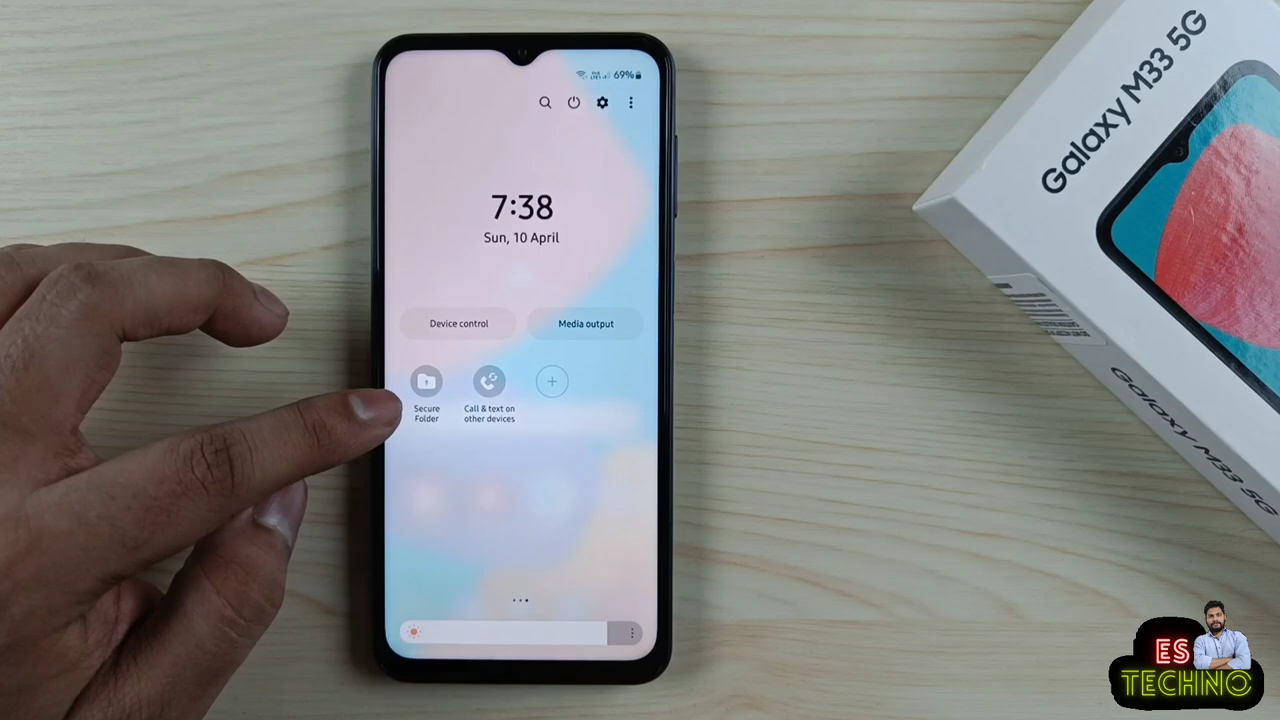 69%
7:38
Sun, 10 April
Device control
Media output
Secure
Folder
Call & text on
other devices
Galaxy M33 5G
Galaxy M33 5G
ES
TECHNO